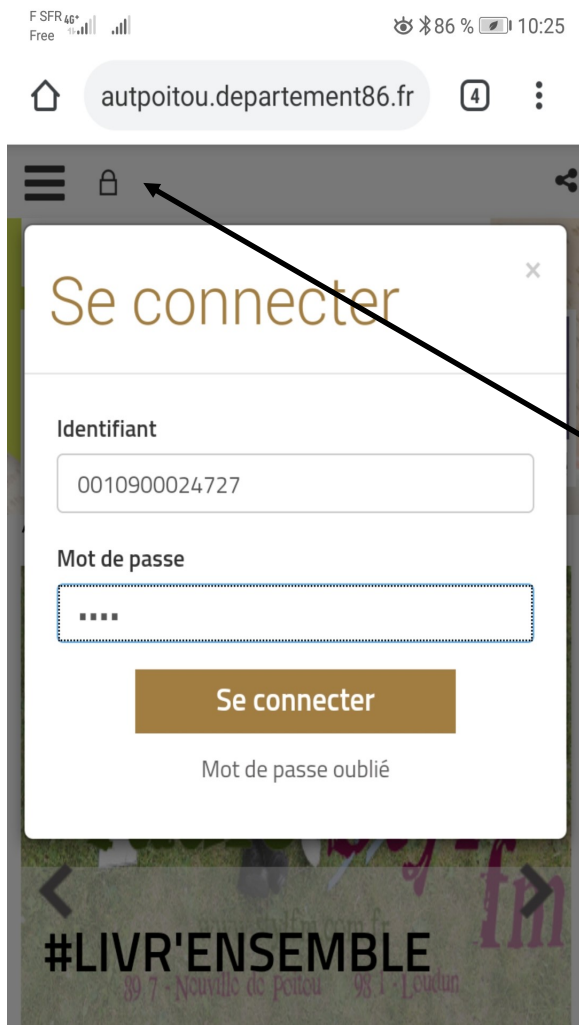 F SFR 4G+
Free
86 % 10:25
autpoitou.departement86.fr 4
Se connecter ×
Identifiant
0010900024727
Mot de passe
••••
Se connecter
Mot de passe oublié
fm
#LIVR'ENSEMBLE
89.7 - Neuville de Poitou 98.1 - Loudun